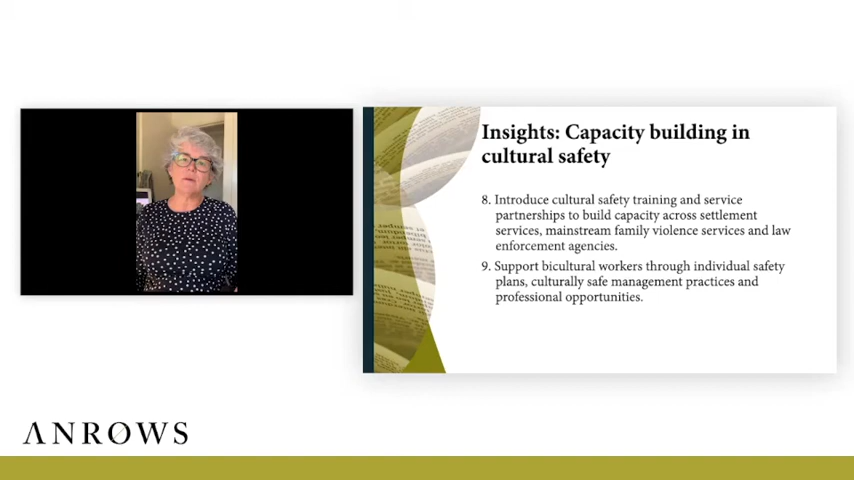 Insights: Capacity building in
cultural safety
8. Introduce cultural safety training and service
partnerships to build capacity across settlement
services, mainstream family violence services and law
enforcement agencies.
9. Support bicultural workers through individual safety
plans, culturally safe management practices and
professional opportunities.
ANROWS